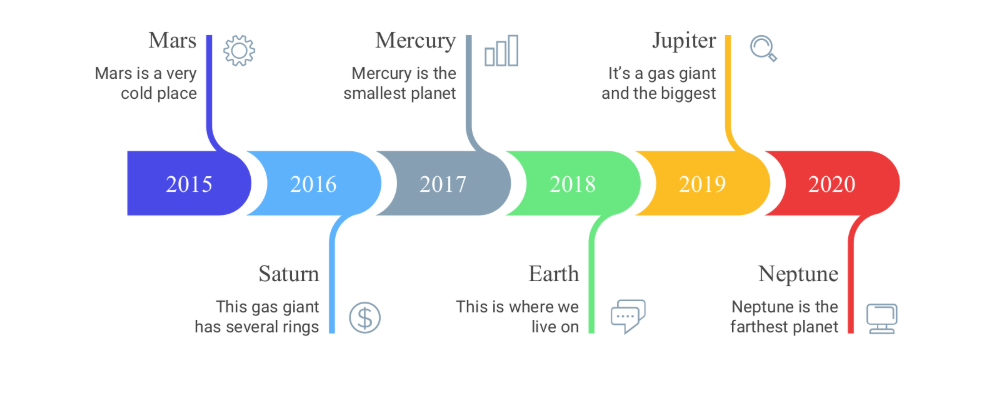 Mars
Mars is a very
cold place
Mercury
Mercury is the
smallest planet
Jupiter
It’s a gas giant
and the biggest
2015
2016
2017
2018
2019
2020
Saturn
This gas giant
has several rings
$
Earth
This is where we
live on
Neptune
Neptune is the
farthest planet